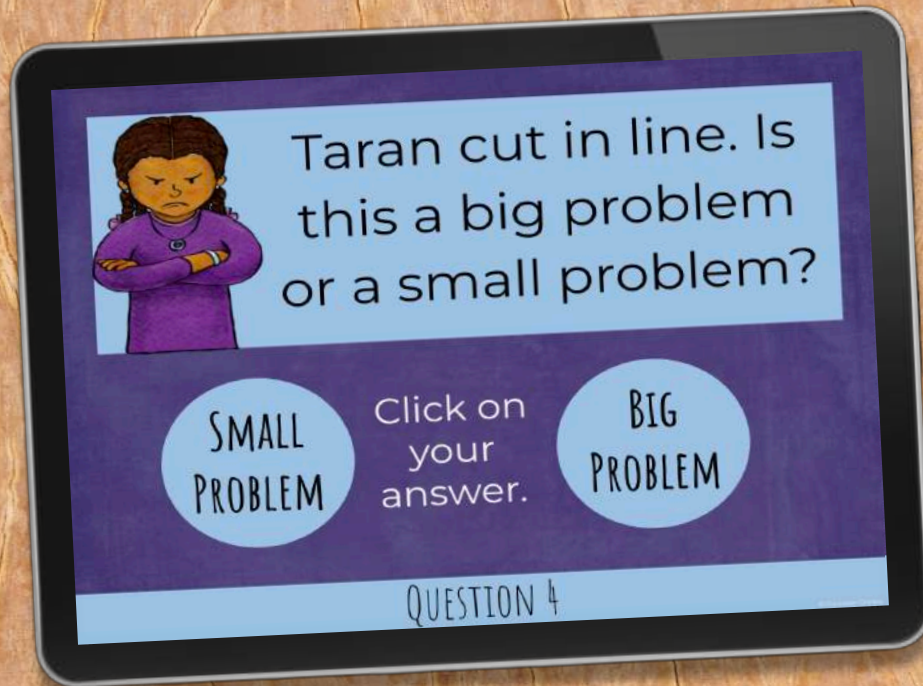 Taran cut in line. Is
this a big problem
or a small problem?
SMALL
PROBLEM
Click on
your
answer.
BIG
PROBLEM
QUESTION 4